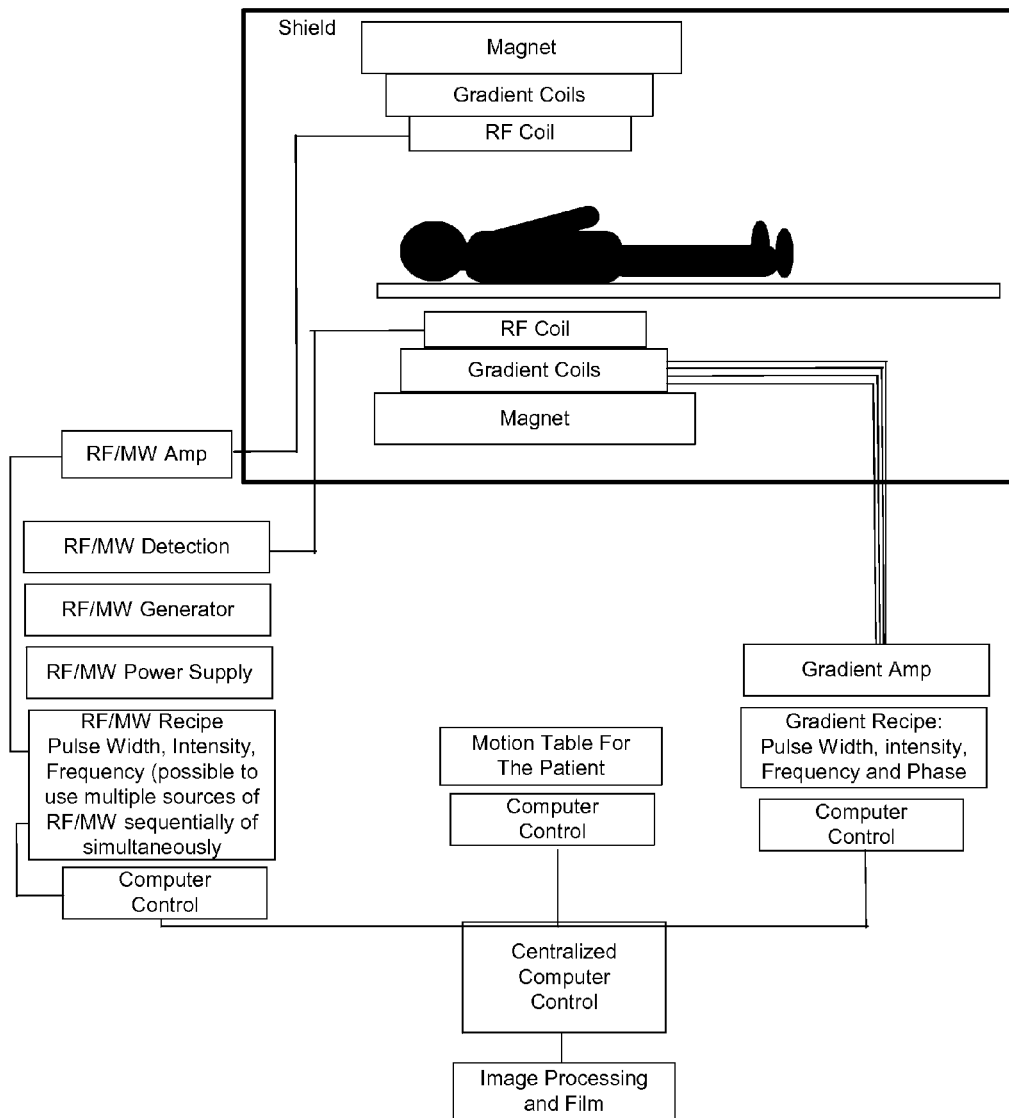 Shield
Magnet
Gradient Coils
RF Coil
RF Coil
Gradient Coils
Magnet
RF/MW Amp
RF/MW Detection
RF/MW Generator
RF/MW Power Supply
RF/MW Recipe
Pulse Width, Intensity,
Frequency (possible to
use multiple sources of
RF/MW sequentially of
simultaneously
Computer
Control
Motion Table For
The Patient
Computer
Control
Gradient Amp
Gradient Recipe:
Pulse Width, intensity,
Frequency and Phase
Computer
Control
Centralized
Computer
Control
Image Processing
and Film